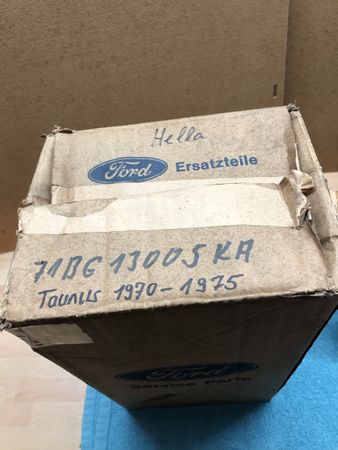 Hella
Ford Ersatzteile
71BG 13005 KA
Taunus 1970-1975
Ford
Service Parts